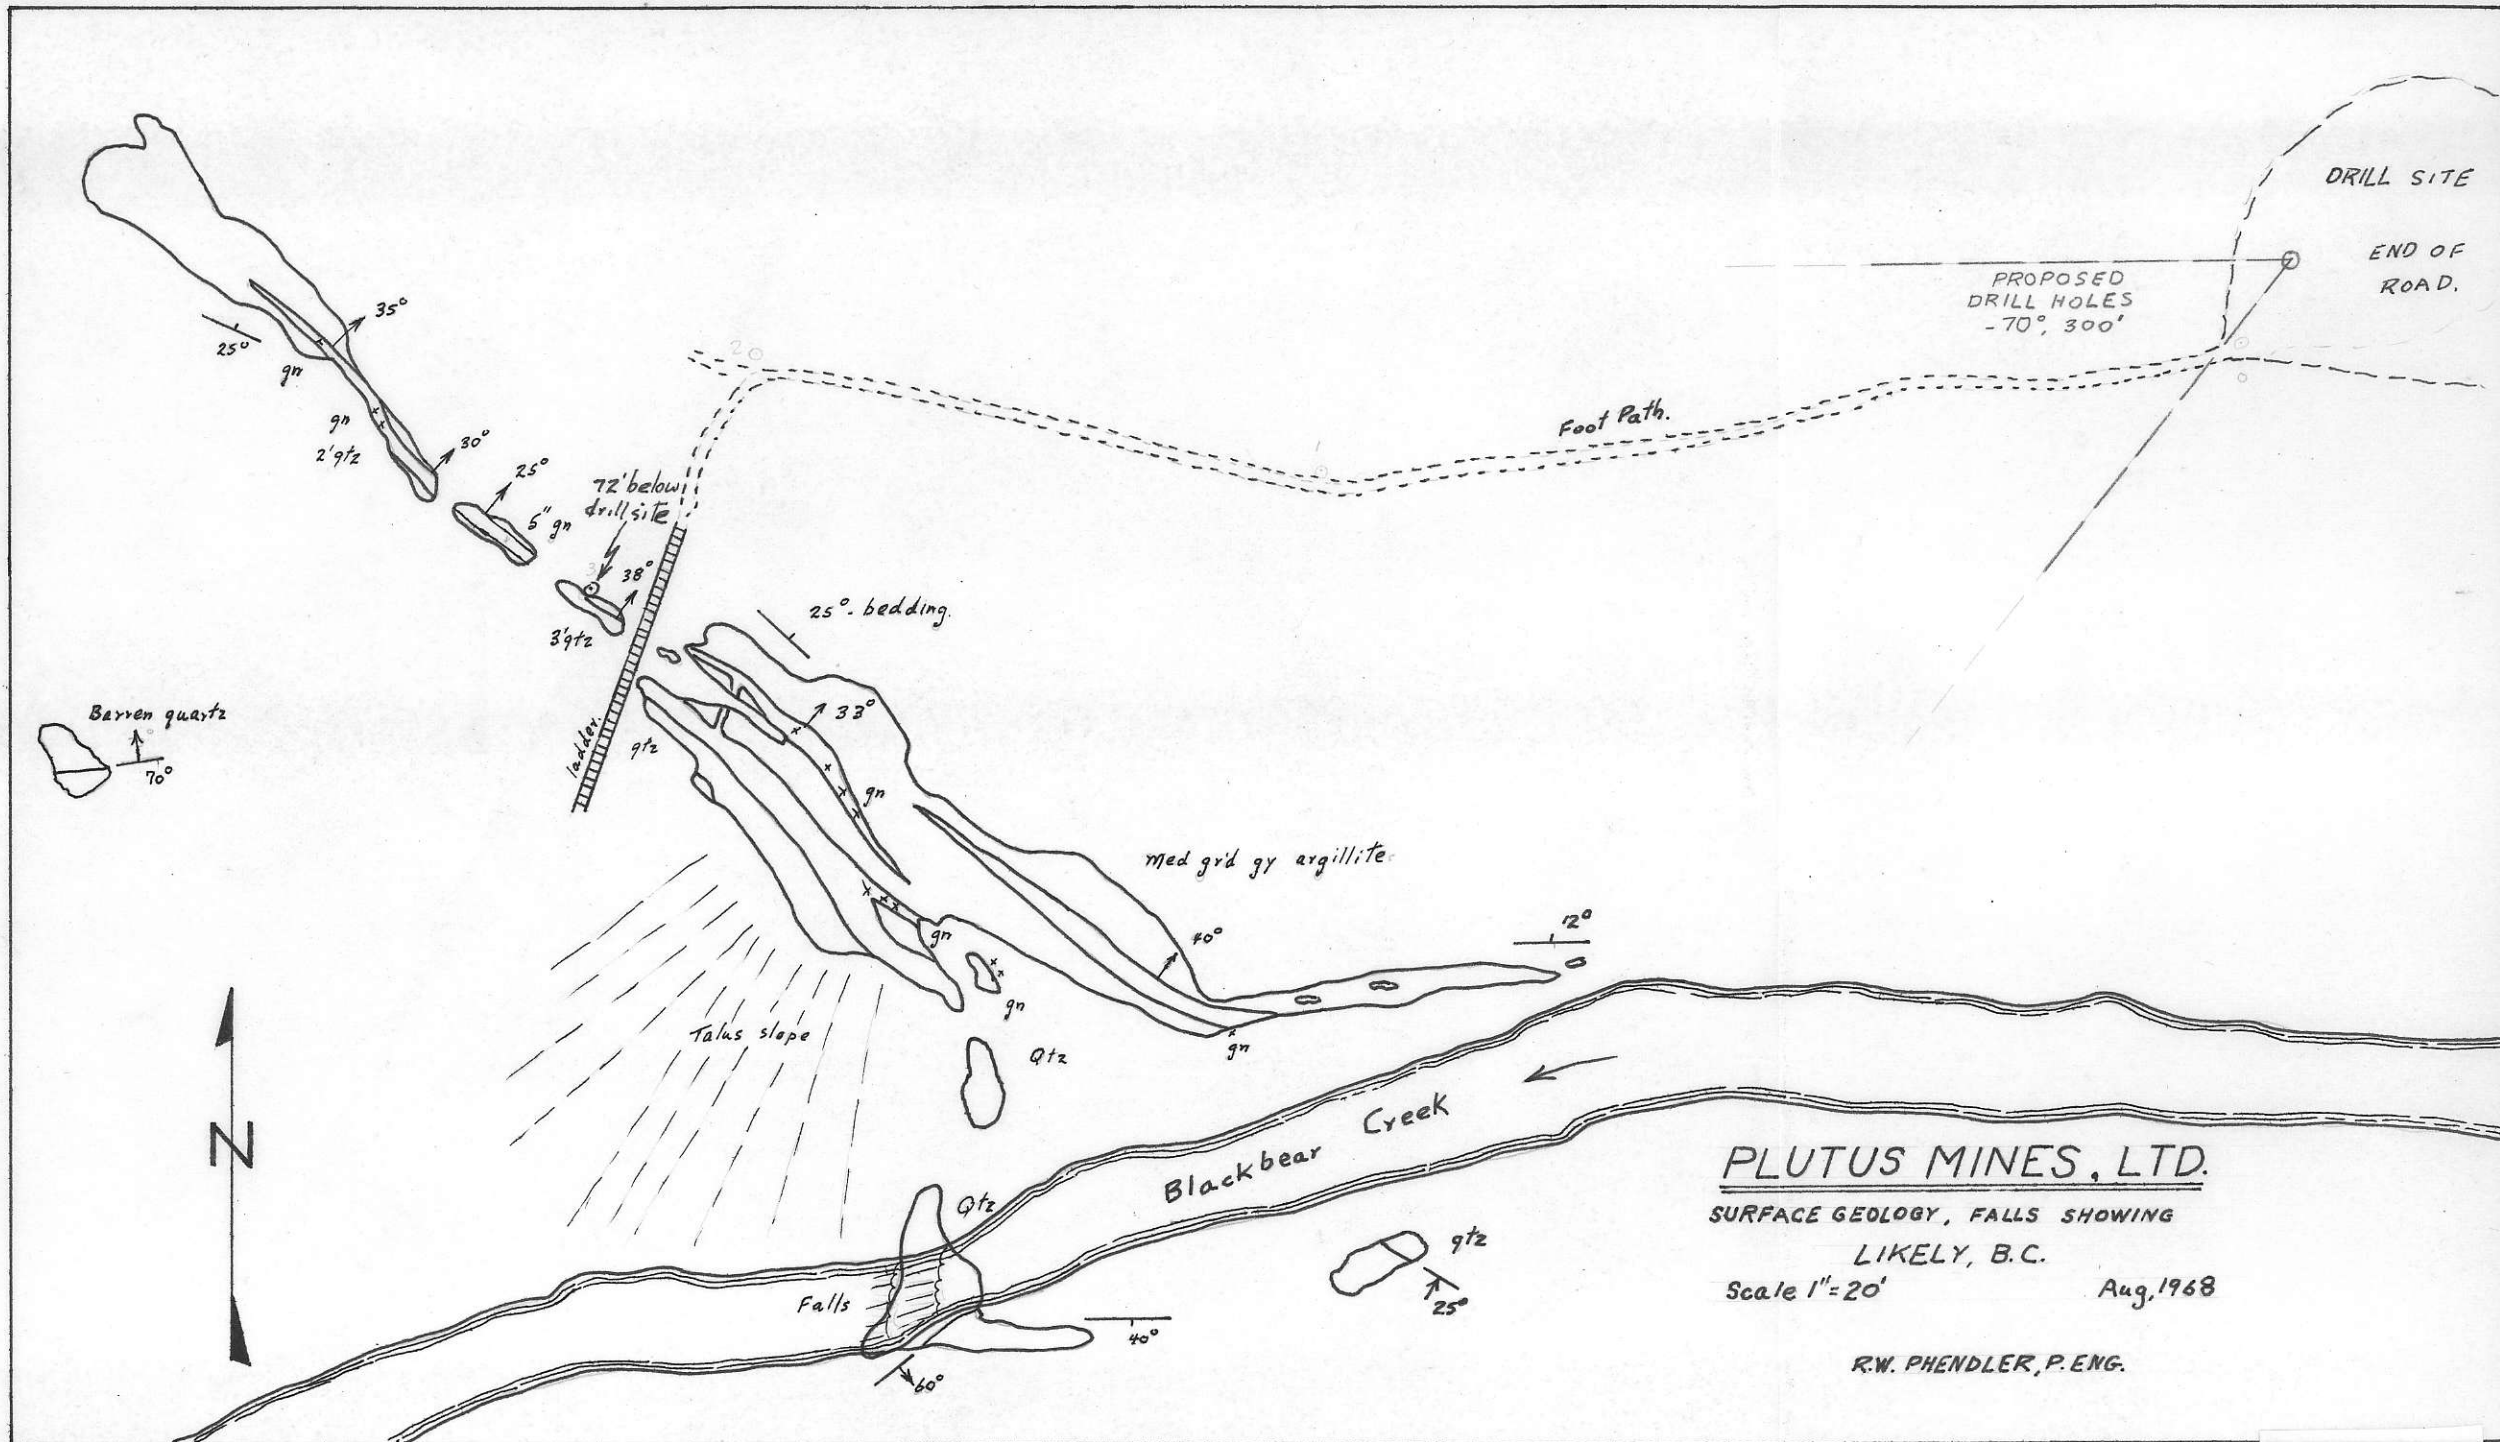 DRILL SITE
END OF
ROAD.
PROPOSED
DRILL HOLES
-70°, 300'
35°
25°
gn
gn
2'qtz
30°
25°
5" gn
72' below
drill site
38°
3'qtz
20
3
Foot Path.
25°. bedding.
Barren quartz
70°
ladder.
qtz
33°
gn
Med gr'd gy argillite
40°
12°
gn
gn
gn
Talus slope
Qtz
N
Blackbear Creek
Qtz
Falls
60°
40°
qtz
25°
PLUTUS MINES, LTD.
SURFACE GEOLOGY, FALLS SHOWING
LIKELY, B.C.
Scale 1"=20' Aug, 1968
R.W. PHENDLER, P. ENG.